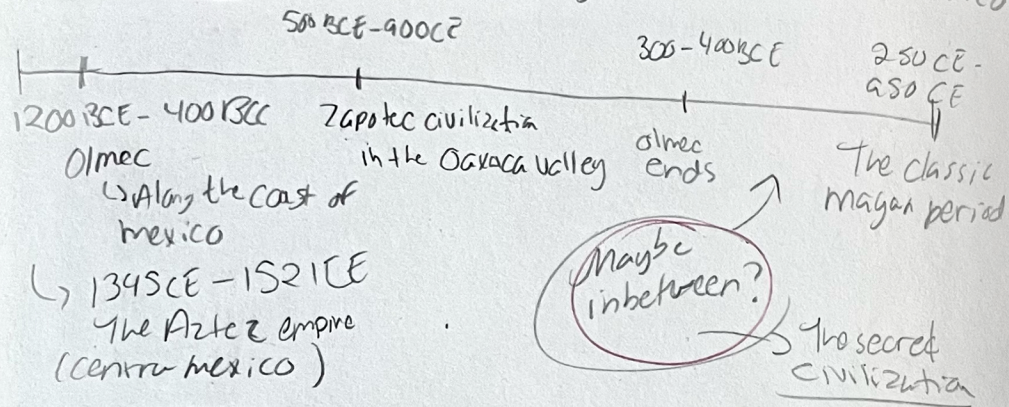 500 BCE-900CE
300-400BCE
250 CE-
950 CE
1200 BCE- 400 BCE
Olmec
↳ Along the coast of
mexico
↳ 1345CE-1521CE
The Aztez empire
(centra mexico)
Zapotec civilization
in the Oaxaca valley
olmec
ends
The classic
mayan period
Maybe
inbetween?
The secret
civilization